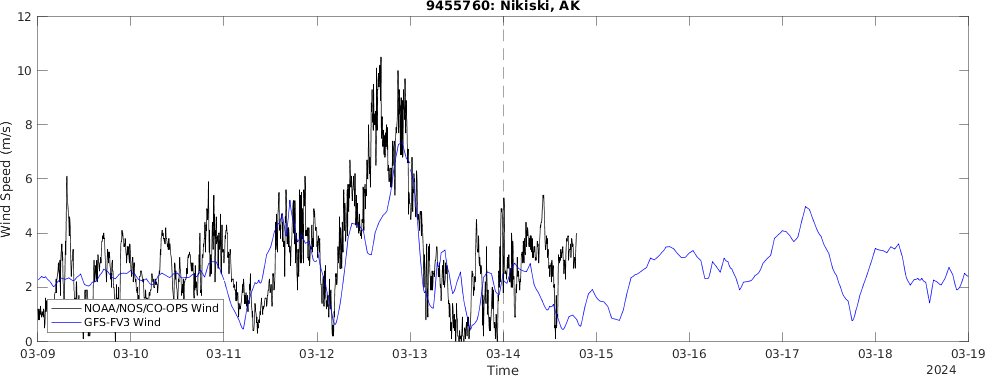 9455760: Nikiski, AK
12
10
8
6
4
2
0
Wind Speed (m/s)
NOAA/NOS/CO-OPS Wind
GFS-FV3 Wind
03-09 03-10 03-11 03-12 03-13 03-14 03-15 03-16 03-17 03-18 03-19
Time
2024